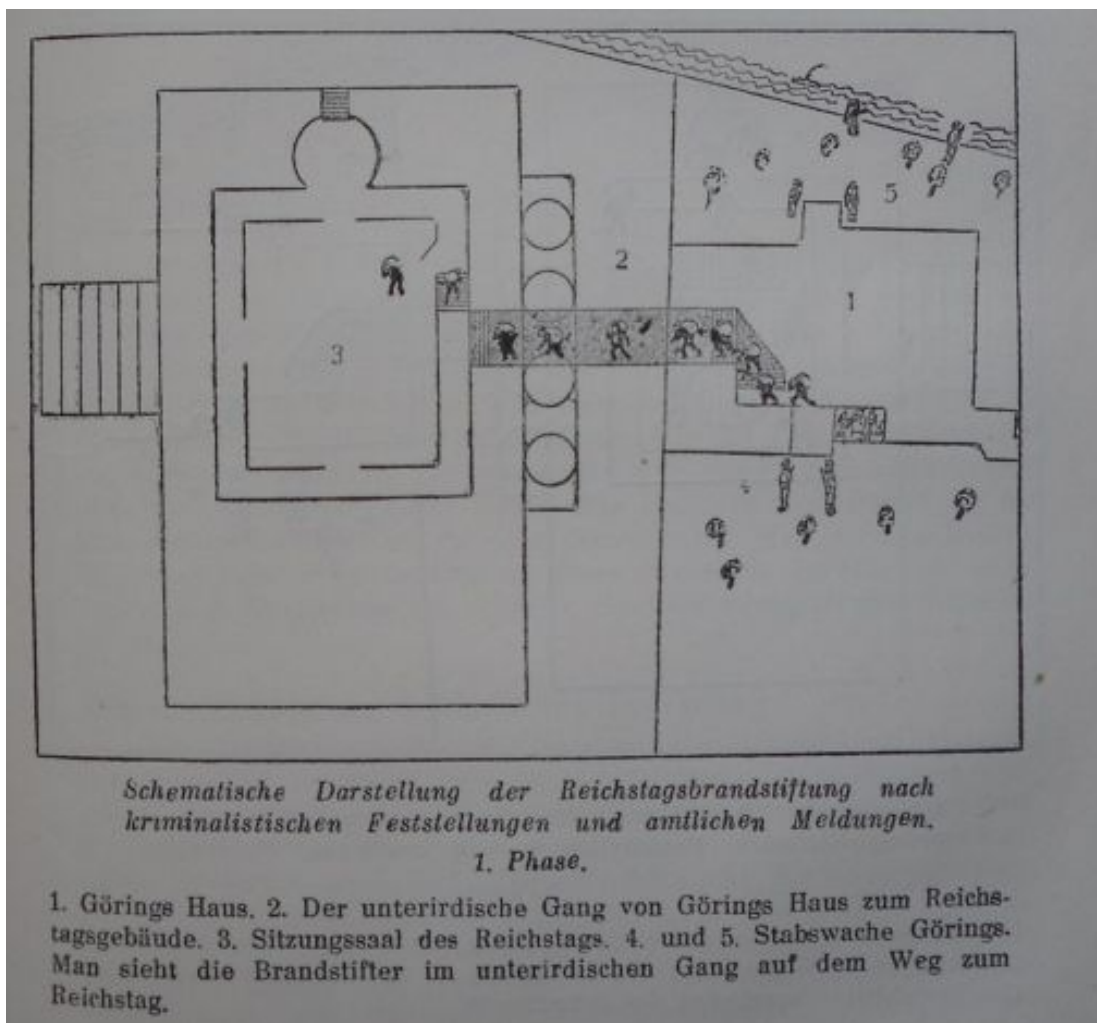 5
2
1
3
4
Schematische Darstellung der Reichstagsbrandstiftung nach
kriminalistischen Feststellungen und amtlichen Meldungen.
1. Phase.
1. Görings Haus. 2. Der unterirdische Gang von Görings Haus zum Reichs-
tagsgebäude. 3. Sitzungssaal des Reichstags. 4. und 5. Stabswache Görings.
Man sieht die Brandstifter im unterirdischen Gang auf dem Weg zum
Reichstag.